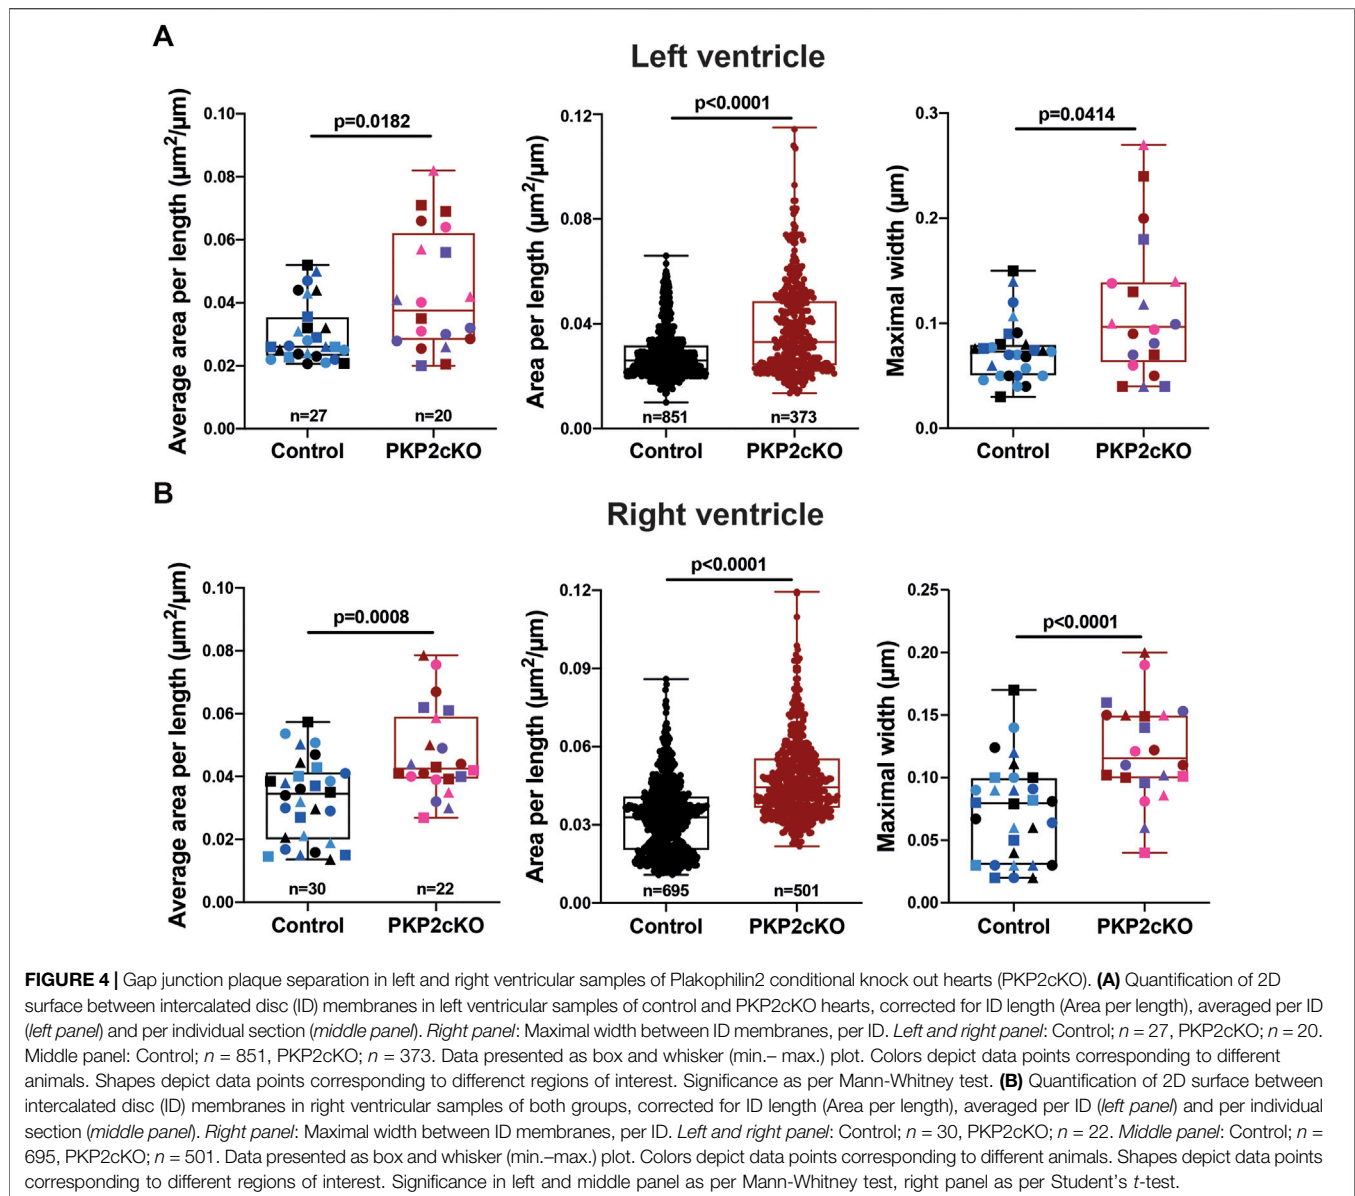 A
Left ventricle
Average area per length (µm²/µm)
0.10
0.08
0.06
0.04
0.02
0.00
p=0.0182
n=27
n=20
Control
PKP2cKO
Area per length (µm²/µm)
0.12
0.08
0.04
0.00
p<0.0001
n=851
n=373
Control
PKP2cKO
Maximal width (µm)
0.3
0.2
0.1
0.0
p=0.0414
Control
PKP2cKO
B
Right ventricle
Average area per length (µm²/µm)
0.10
0.08
0.06
0.04
0.02
0.00
p=0.0008
n=30
n=22
Control
PKP2cKO
Area per length (µm²/µm)
0.12
0.09
0.06
0.03
0.00
p<0.0001
n=695
n=501
Control
PKP2cKO
Maximal width (µm)
0.25
0.20
0.15
0.10
0.05
0.00
p<0.0001
Control
PKP2cKO
FIGURE 4 | Gap junction plaque separation in left and right ventricular samples of Plakophilin2 conditional knock out hearts (PKP2cKO). (A) Quantification of 2D
surface between intercalated disc (ID) membranes in left ventricular samples of control and PKP2cKO hearts, corrected for ID length (Area per length), averaged per ID
(left panel) and per individual section (middle panel). Right panel: Maximal width between ID membranes, per ID. Left and right panel: Control; n = 27, PKP2cKO; n = 20.
Middle panel: Control; n = 851, PKP2cKO; n = 373. Data presented as box and whisker (min.– max.) plot. Colors depict data points corresponding to different
animals. Shapes depict data points corresponding to differenct regions of interest. Significance as per Mann-Whitney test. (B) Quantification of 2D surface between
intercalated disc (ID) membranes in right ventricular samples of both groups, corrected for ID length (Area per length), averaged per ID (left panel) and per individual
section (middle panel). Right panel: Maximal width between ID membranes, per ID. Left and right panel: Control; n = 30, PKP2cKO; n = 22. Middle panel: Control; n =
695, PKP2cKO; n = 501. Data presented as box and whisker (min.–max.) plot. Colors depict data points corresponding to different animals. Shapes depict data points
corresponding to different regions of interest. Significance in left and middle panel as per Mann-Whitney test, right panel as per Student's t-test.